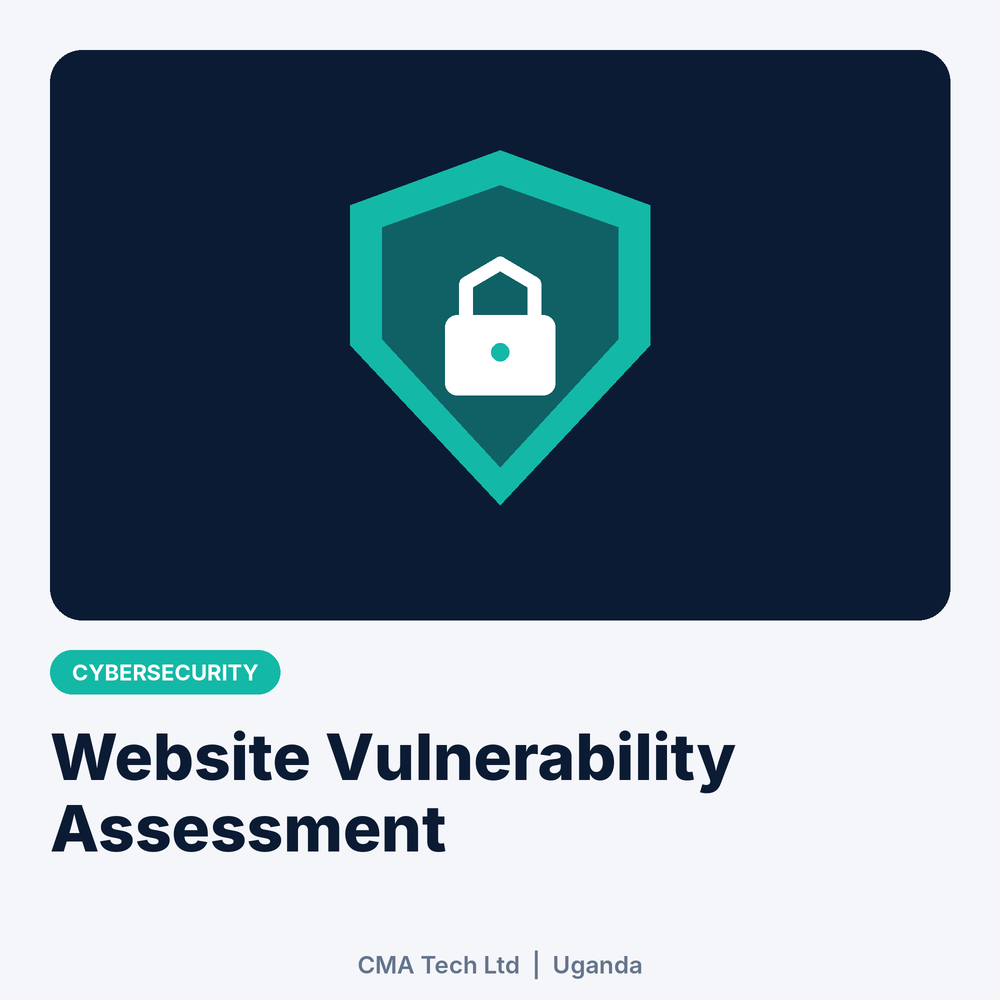 CYBERSECURITY
Website Vulnerability
Assessment
CMA Tech Ltd | Uganda